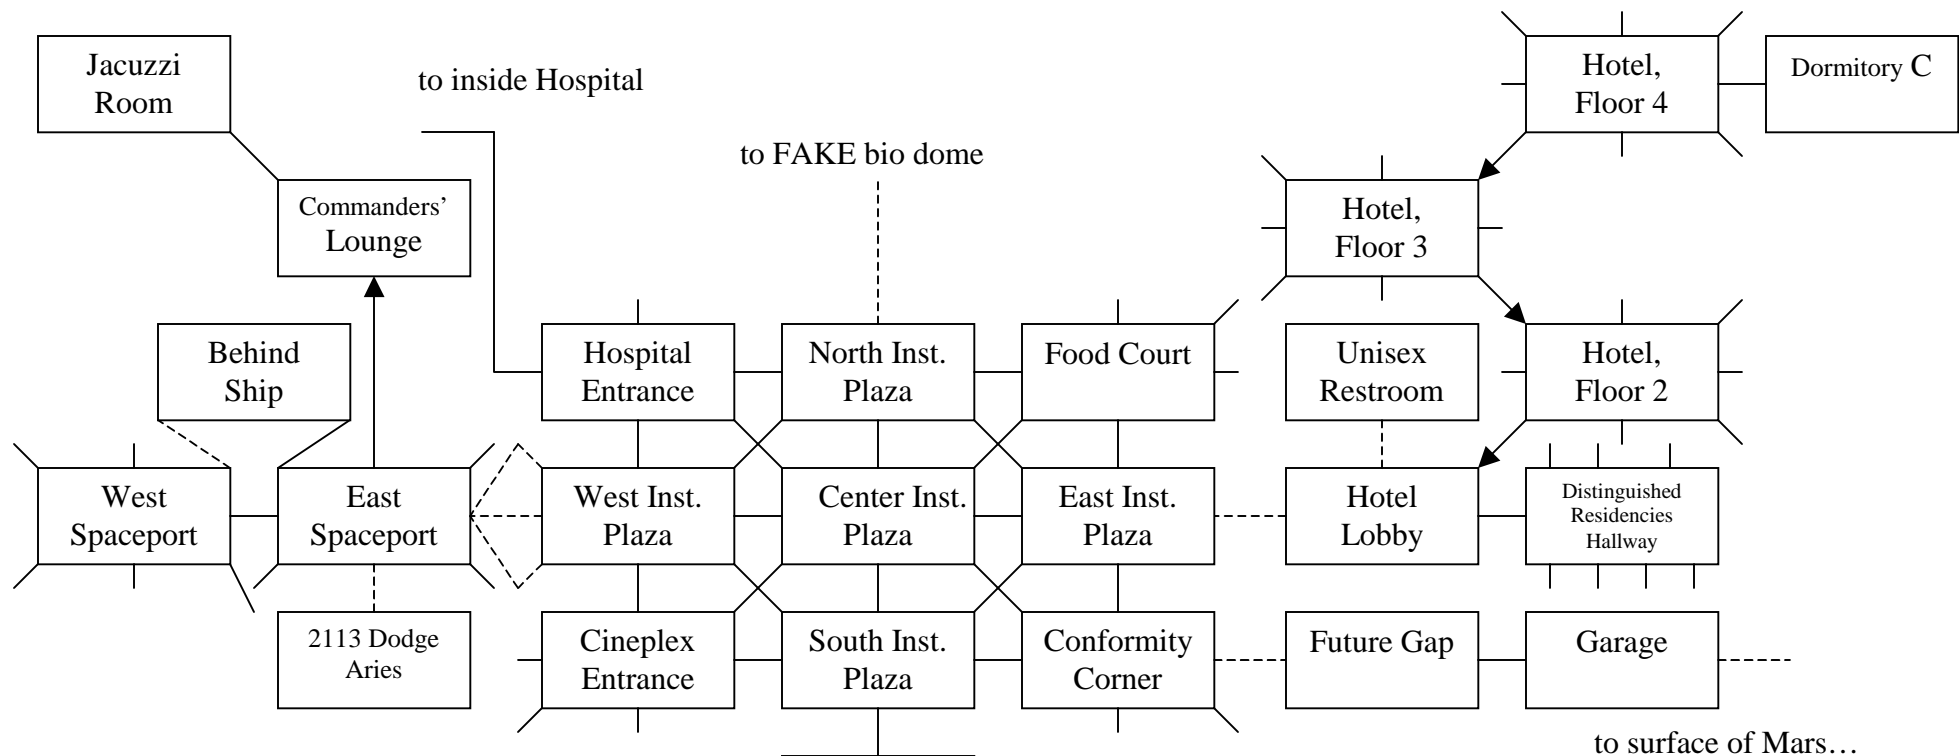 Jacuzzi
Room
to inside Hospital
Hotel,
Floor 4
Dormitory C
to FAKE bio dome
Commanders’
Lounge
Hotel,
Floor 3
Behind
Ship
Hospital
Entrance
North Inst.
Plaza
Food Court
Unisex
Restroom
Hotel,
Floor 2
West
Spaceport
East
Spaceport
West Inst.
Plaza
Center Inst.
Plaza
East Inst.
Plaza
Hotel
Lobby
Distinguished
Residencies
Hallway
2113 Dodge
Aries
Cineplex
Entrance
South Inst.
Plaza
Conformity
Corner
Future Gap
Garage
to surface of Mars…